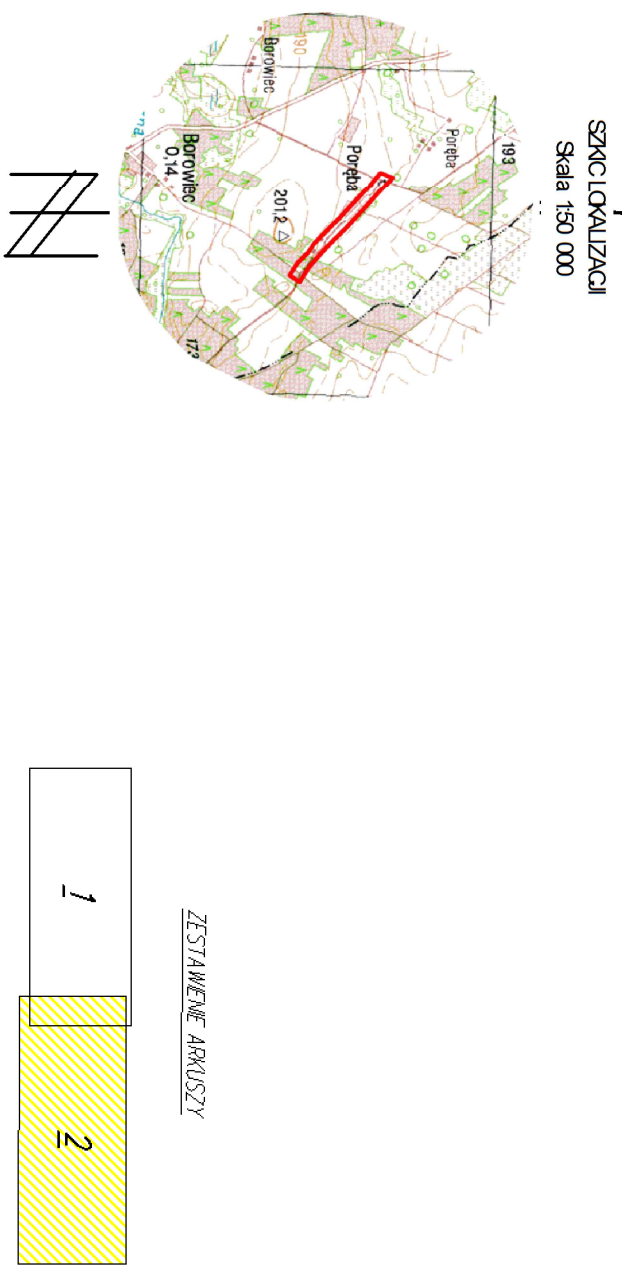 SZKIC LOKALIZACJI
Skala 1:50 000
193
Poręba
190
Borowiec
Poręba
Borowiec
0,14
201,2
173
ZESTAWIENIE ARKUSZY
1
2